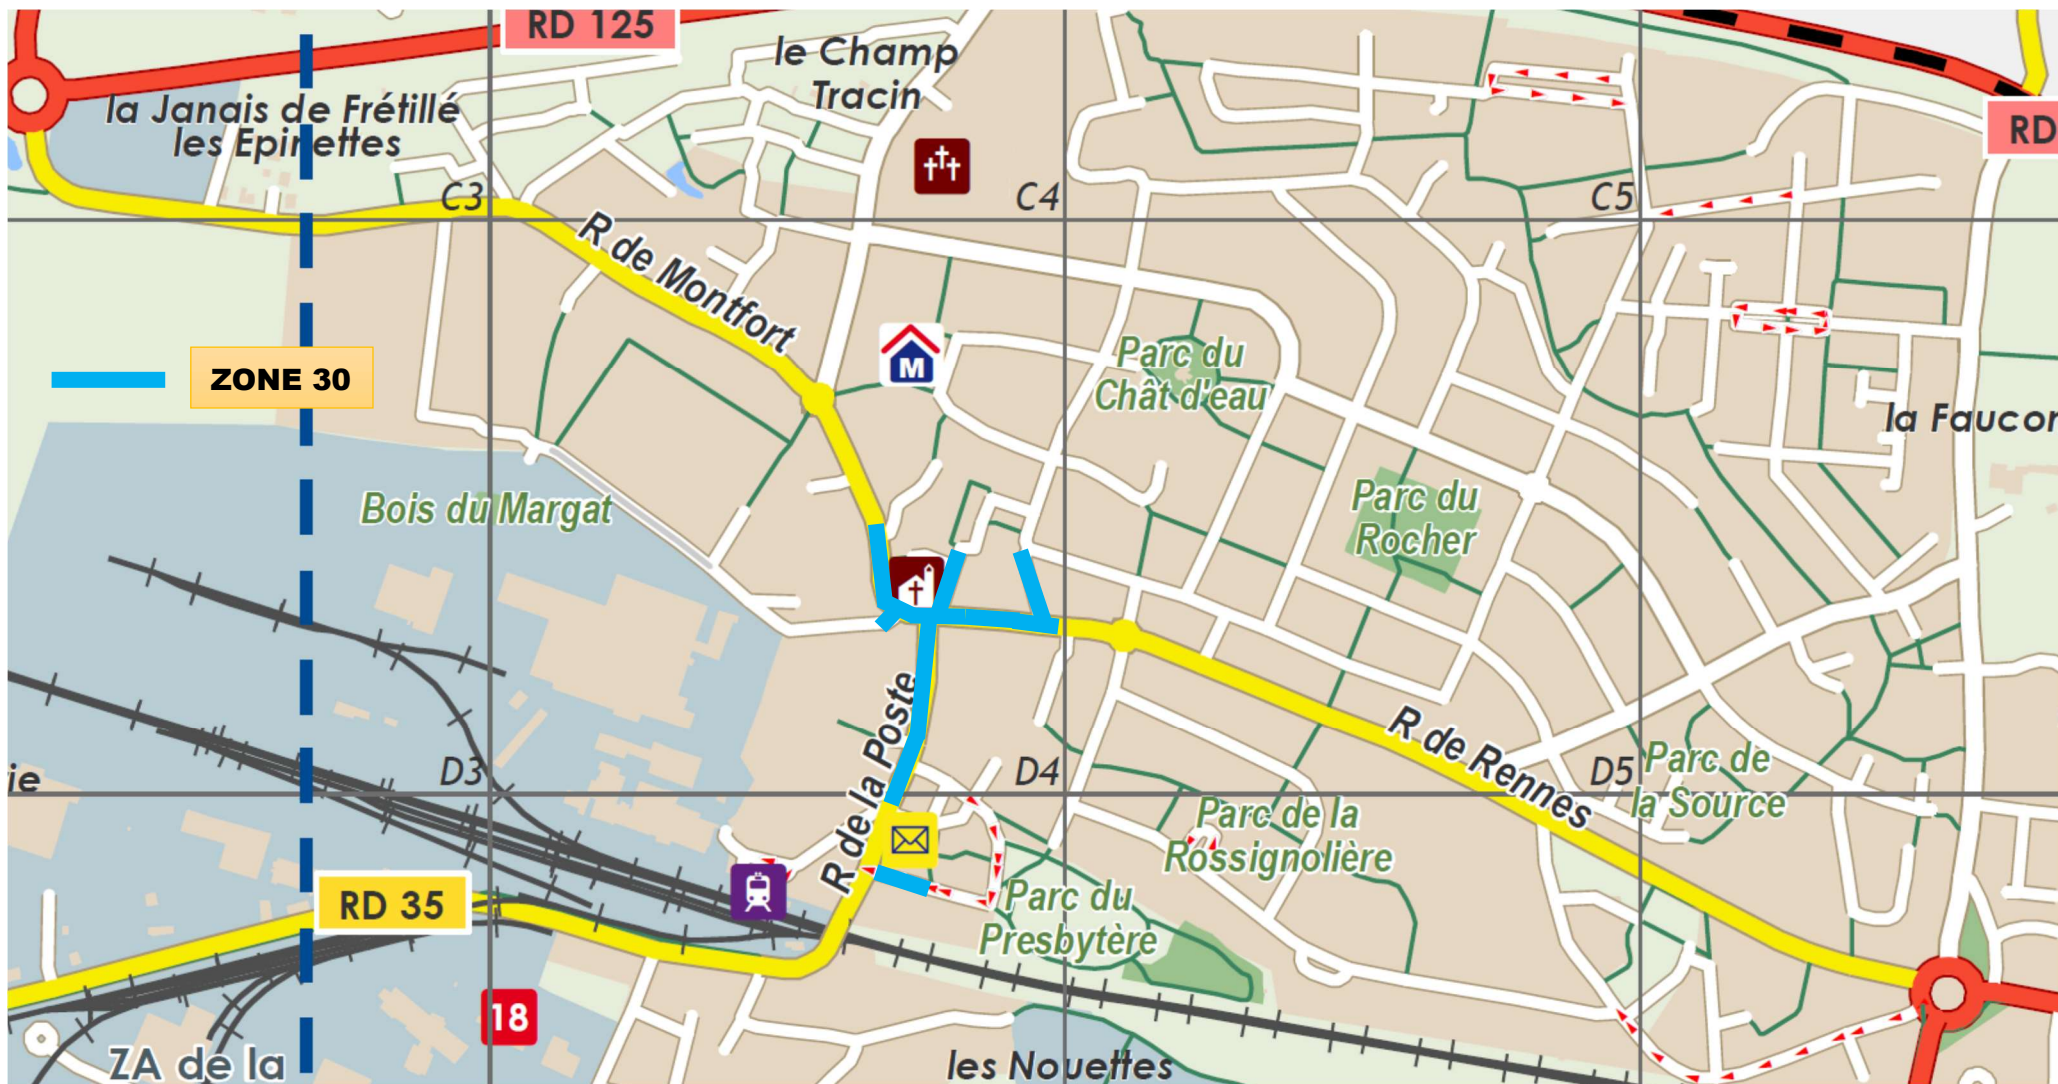 RD 125
le Champ
Tracin
la Janais de Frétillé
les Epinettes
RD
C3
C4
C5
R de Montfort
M
ZONE 30
Parc du
Chât d'eau
la Faucon
Bois du Margat
Parc du
Rocher
R de la Poste
R de Rennes
ie
D3
D4
D5
Parc de
la Source
Parc de la
Rossignolière
RD 35
Parc du
Presbytère
18
ZA de la
les Nouettes